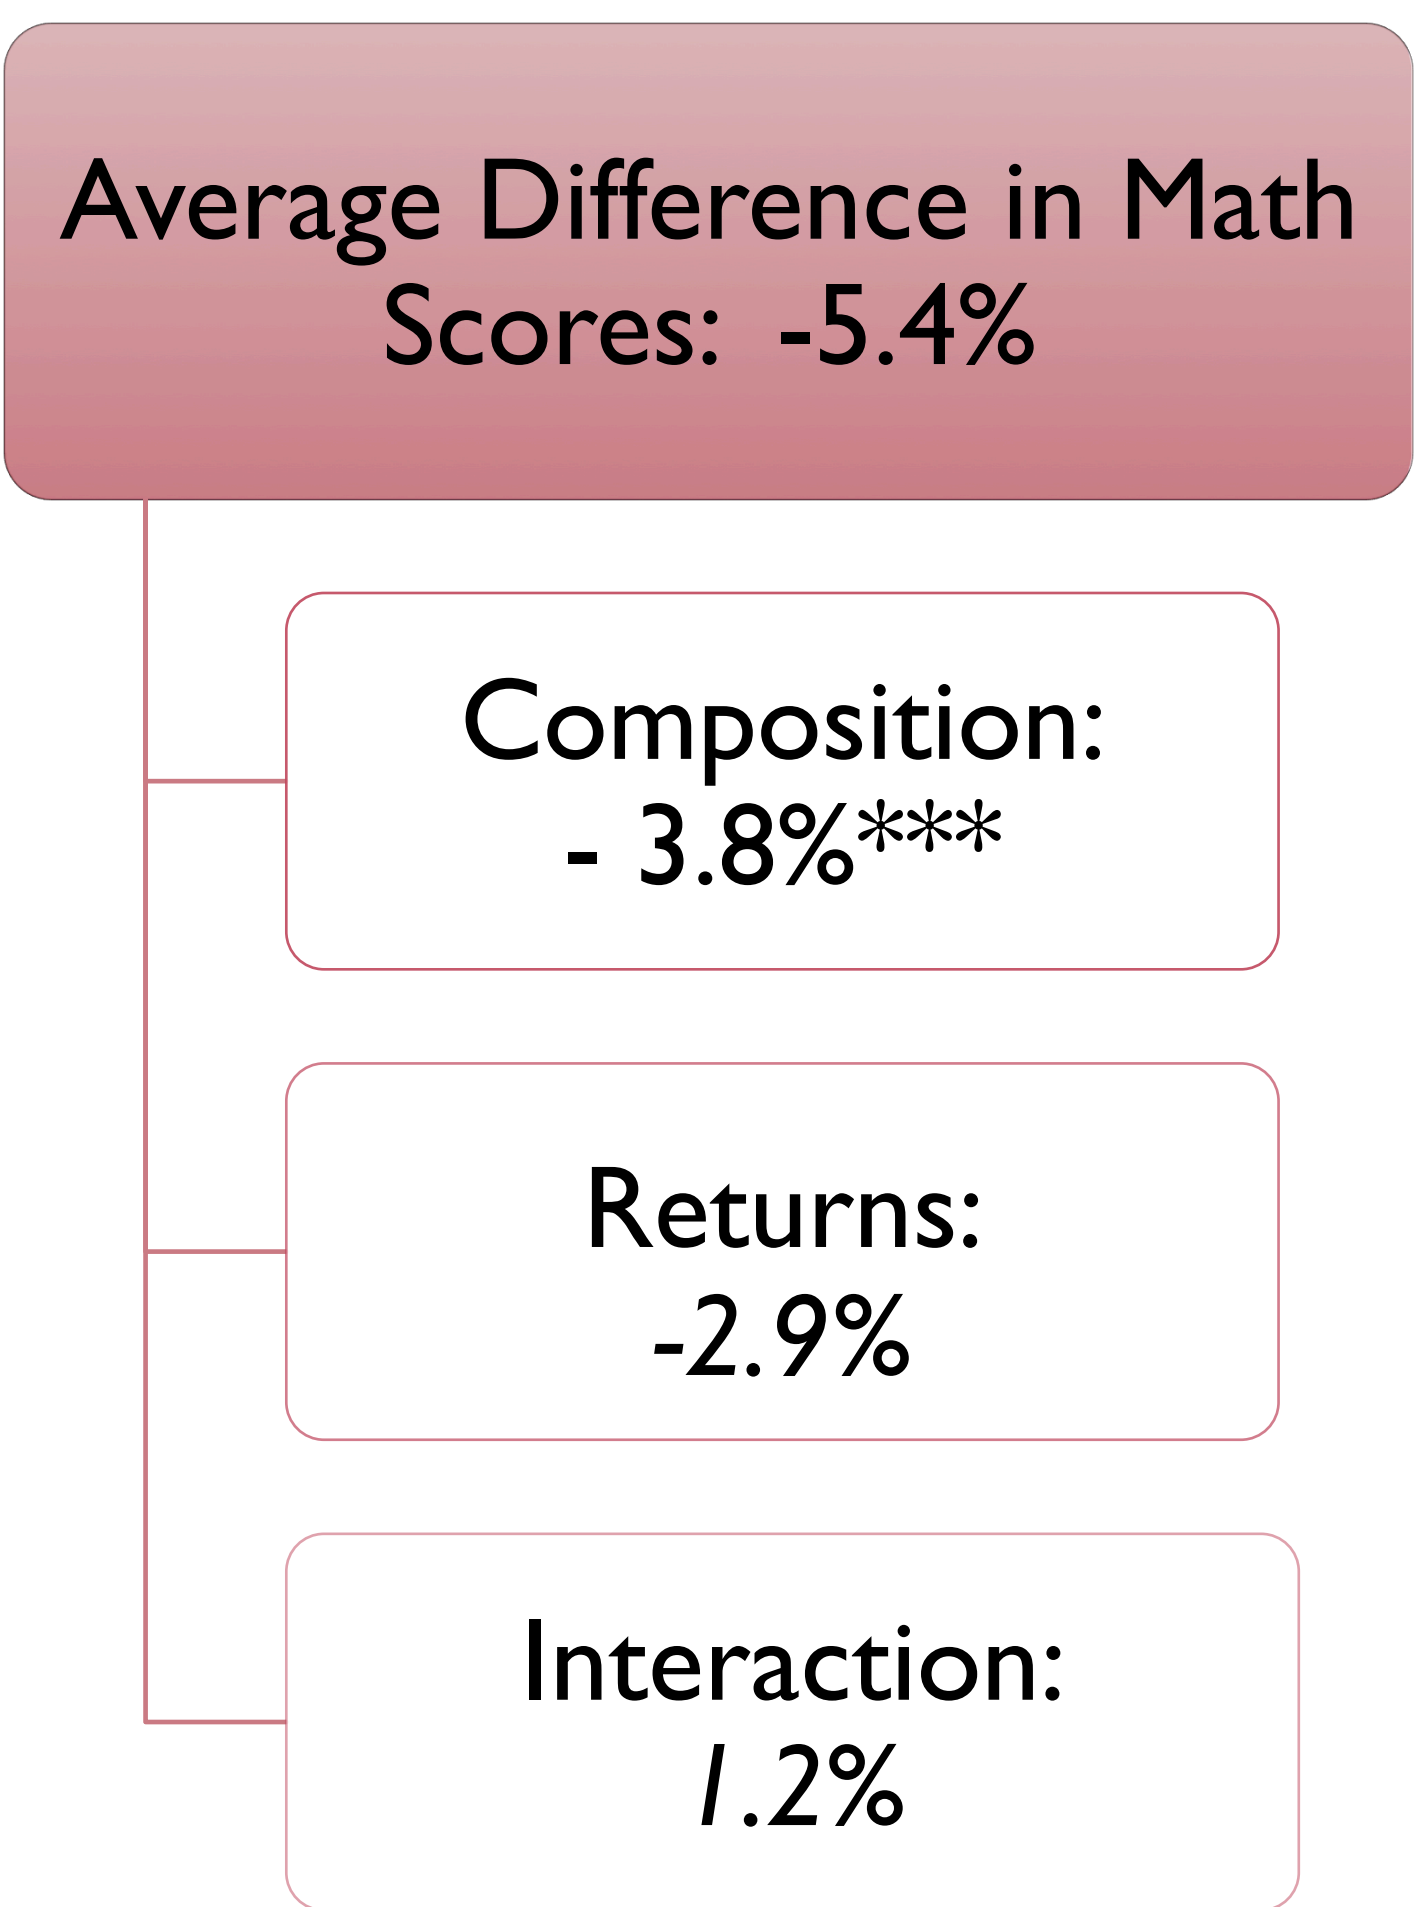 Average Difference in Math
Scores:  -5.4%
Composition:
- 3.8%***
Returns:
-2.9%
Interaction:
1.2%